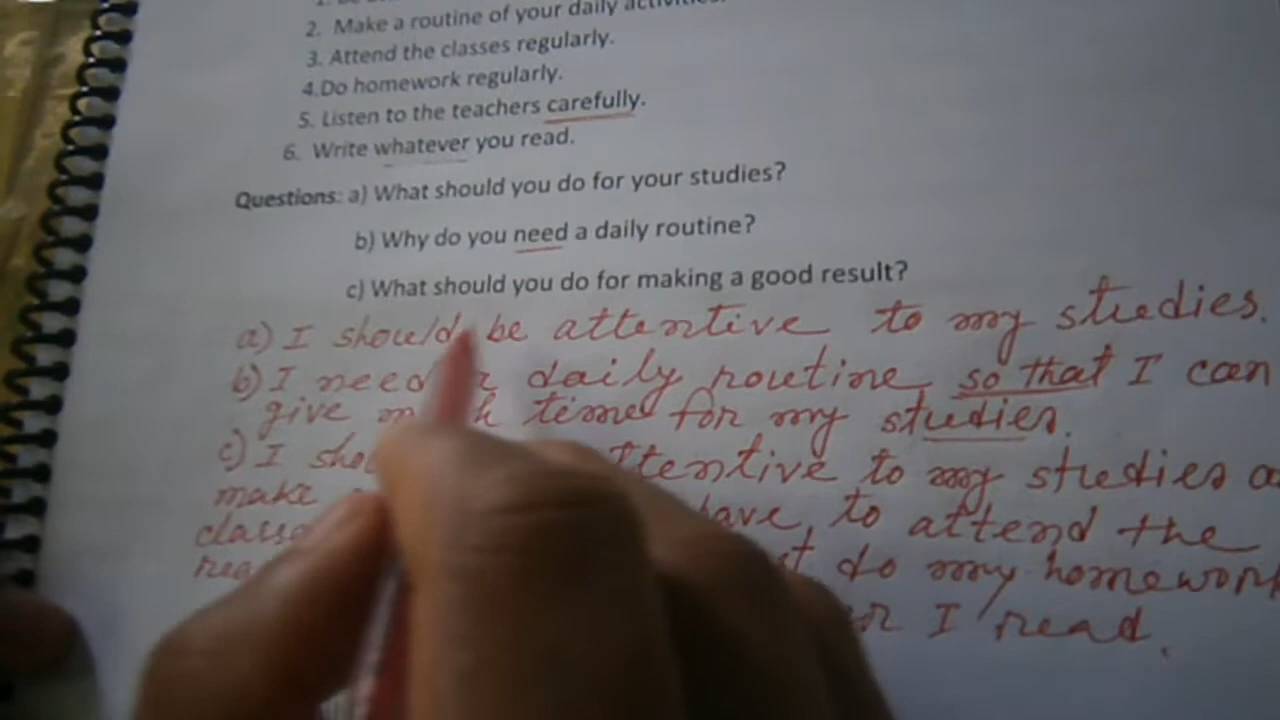 2. Make a routine of your daily
3. Attend the classes regularly.
4.Do homework regularly.
5. Listen to the teachers carefully.
6. Write whatever you read.
Questions: a) What should you do for your studies?
b) Why do you need a daily routine?
c) What should you do for making a good result?
a) I should be attentive to my studies.
b) I need daily routine so that I can
give time for my studies.
c) I attentive to my studies
make
have to attend the
do my homework
I read.